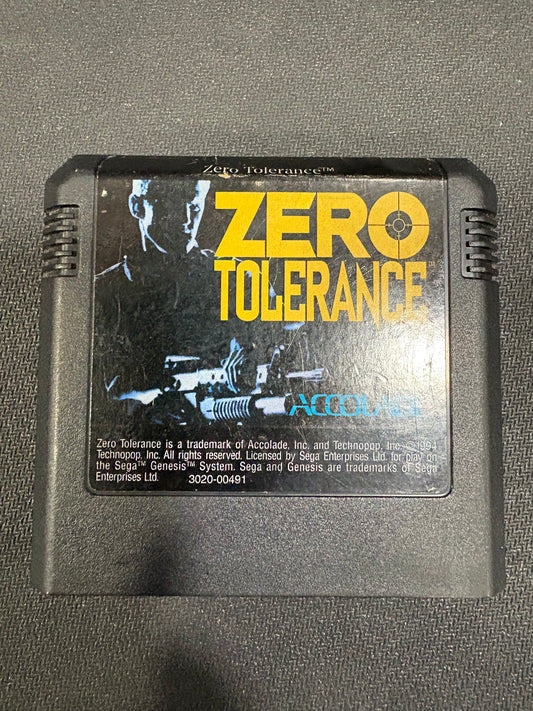 Zero Tolerance™
ZERO
TOLERANCE™
ACCOLADE
Zero Tolerance is a trademark of Accolade, Inc. and Technopop, Inc. ©1994
Technopop, Inc. All rights reserved. Licensed by Sega Enterprises Ltd. for play on
the Sega™ Genesis™ System. Sega and Genesis are trademarks of Sega
Enterprises Ltd. 3020-00491